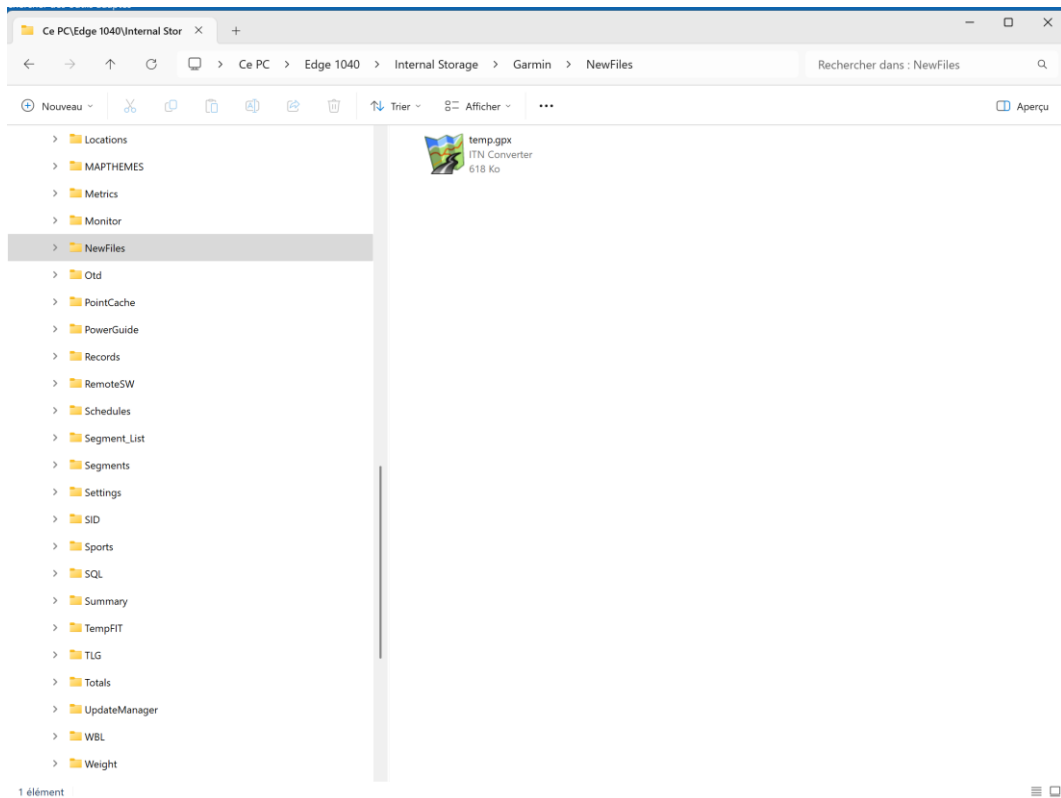 Ce PC\Edge 1040\Internal Stor
Ce PC > Edge 1040 > Internal Storage > Garmin > NewFiles
Rechercher dans : NewFiles
Nouveau
Trier
Afficher
Aperçu
Locations
MAPTHEMES
Metrics
Monitor
NewFiles
Otd
PointCache
PowerGuide
Records
RemoteSW
Schedules
Segment_List
Segments
Settings
SID
Sports
SQL
Summary
TempFIT
TLG
Totals
UpdateManager
WBL
Weight
temp.gpx
ITN Converter
618 Ko
1 élément